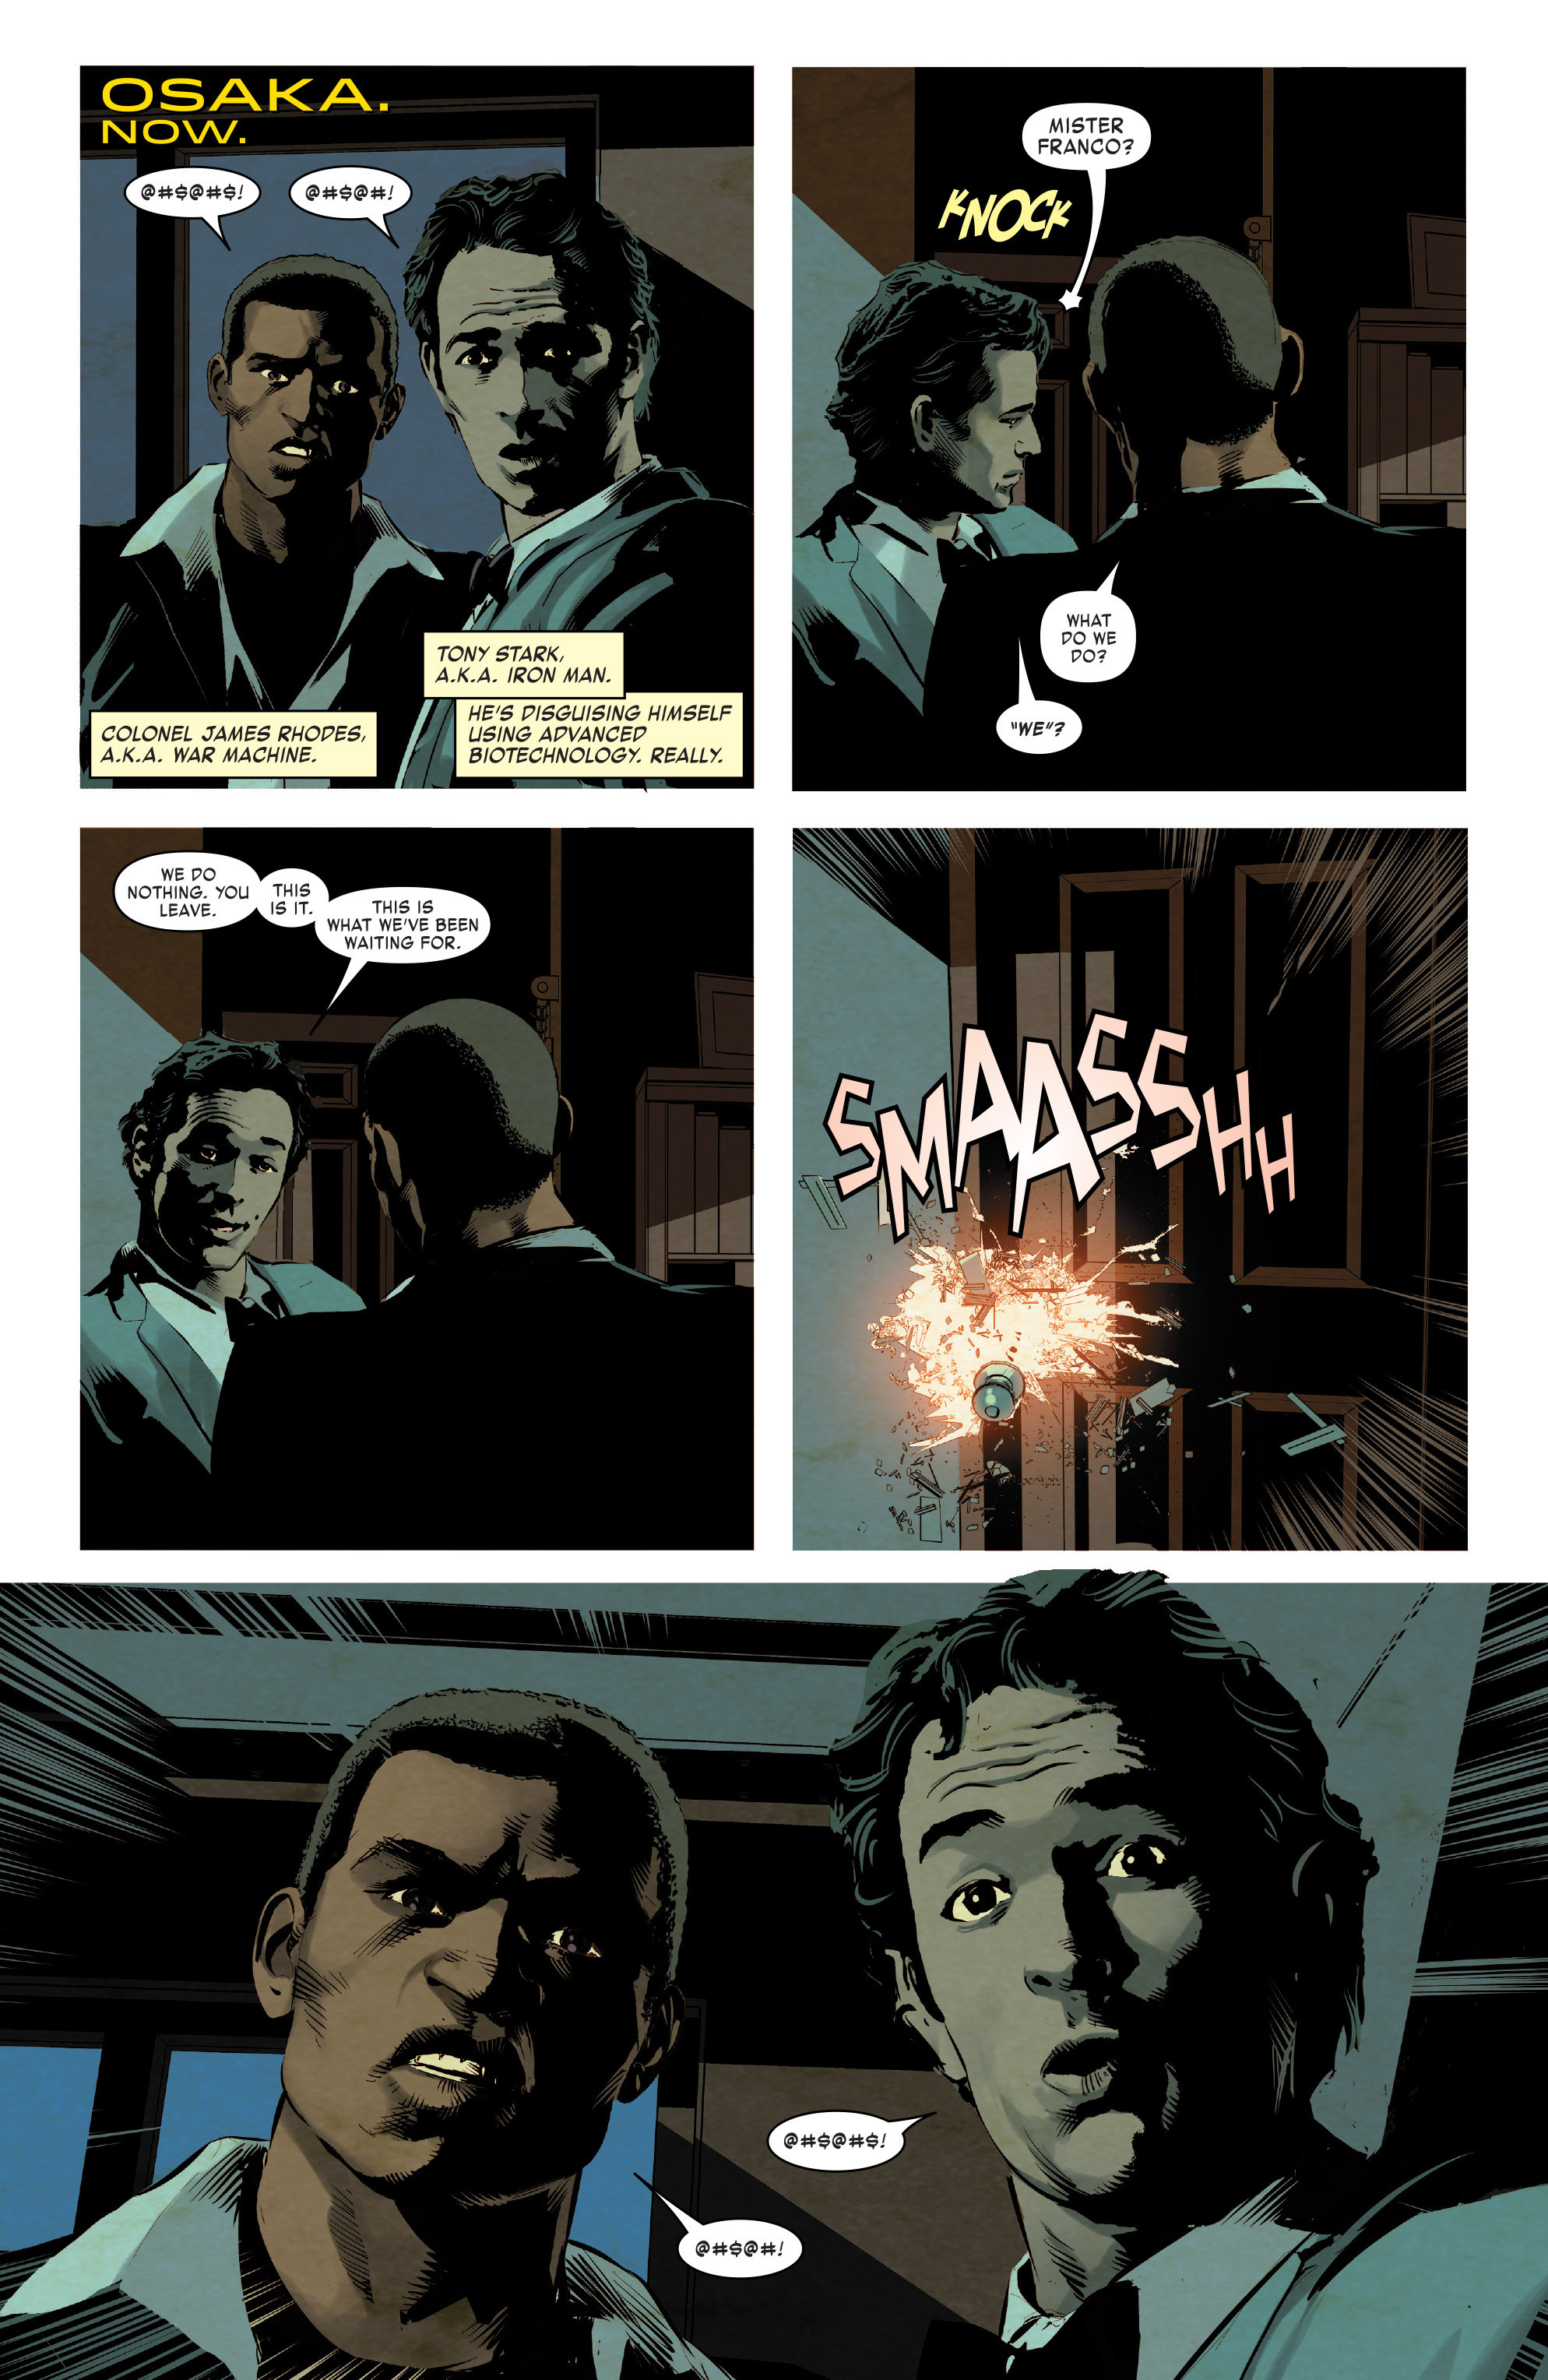 OSAKA.
NOW.
@#$@#$!
@#$@#!
TONY STARK,
A.K.A. IRON MAN.
COLONEL JAMES RHODES,
A.K.A. WAR MACHINE.
HE'S DISGUISING HIMSELF
USING ADVANCED
BIOTECHNOLOGY. REALLY.
MISTER
FRANCO?
KNOCK
WHAT
DO WE
DO?
"WE"?
WE DO
NOTHING. YOU
LEAVE.
THIS
IS IT.
THIS IS
WHAT WE'VE BEEN
WAITING FOR.
SMAASSHH
@#$@#$!
@#$@#!